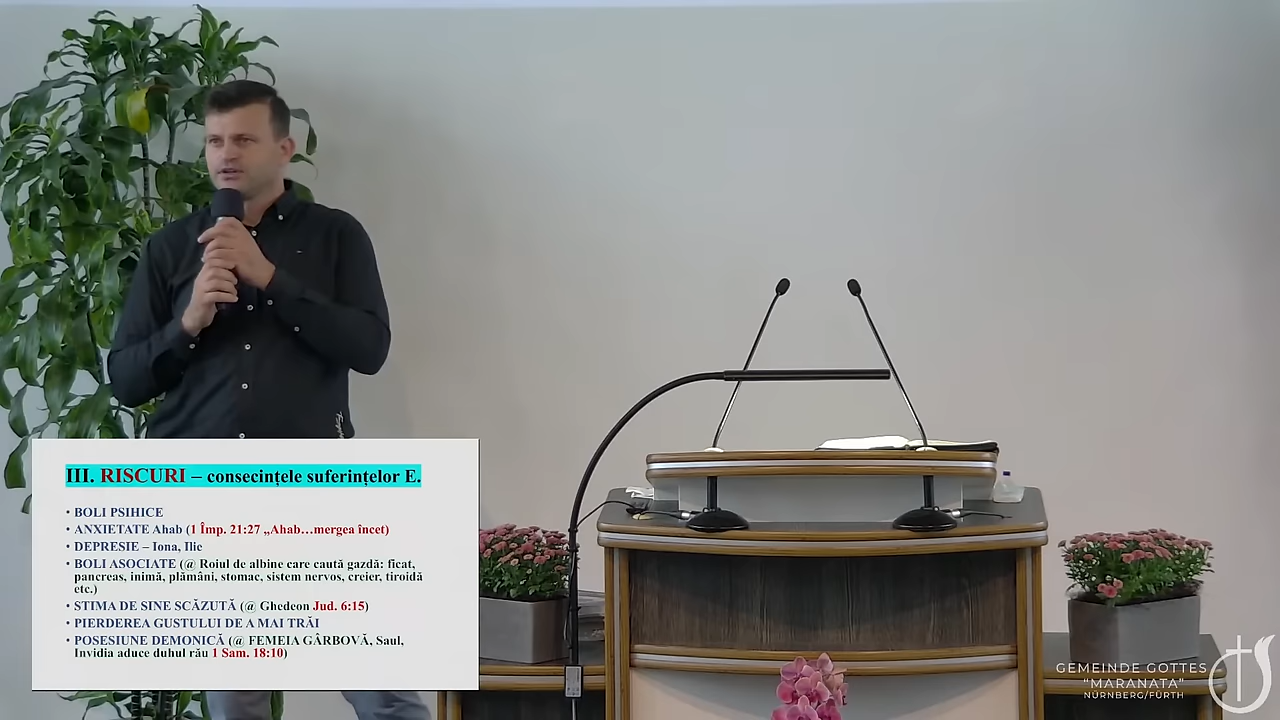 III. RISCURI – consecințele suferințelor E.
• BOLI PSIHICE
• ANXIETATE Ahab (1 Împ. 21:27 „Ahab…mergea încet)
• DEPRESIE – Iona, Ilie
• BOLI ASOCIATE (@ Roiul de albine care caută gazdă: ficat,
pancreas, inimă, plămâni, stomac, sistem nervos, creier, tiroidă
etc.)
• STIMA DE SINE SCĂZUTĂ (@ Ghedeon Jud. 6:15)
• PIERDEREA GUSTULUI DE A MAI TRĂI
• POSESIUNE DEMONICĂ (@ FEMEIA GÂRBOVĂ, Saul,
Invidia aduce duhul rău 1 Sam. 18:10)
GEMEINDE GOTTES
"MARANATA"
NÜRNBERG/FÜRTH